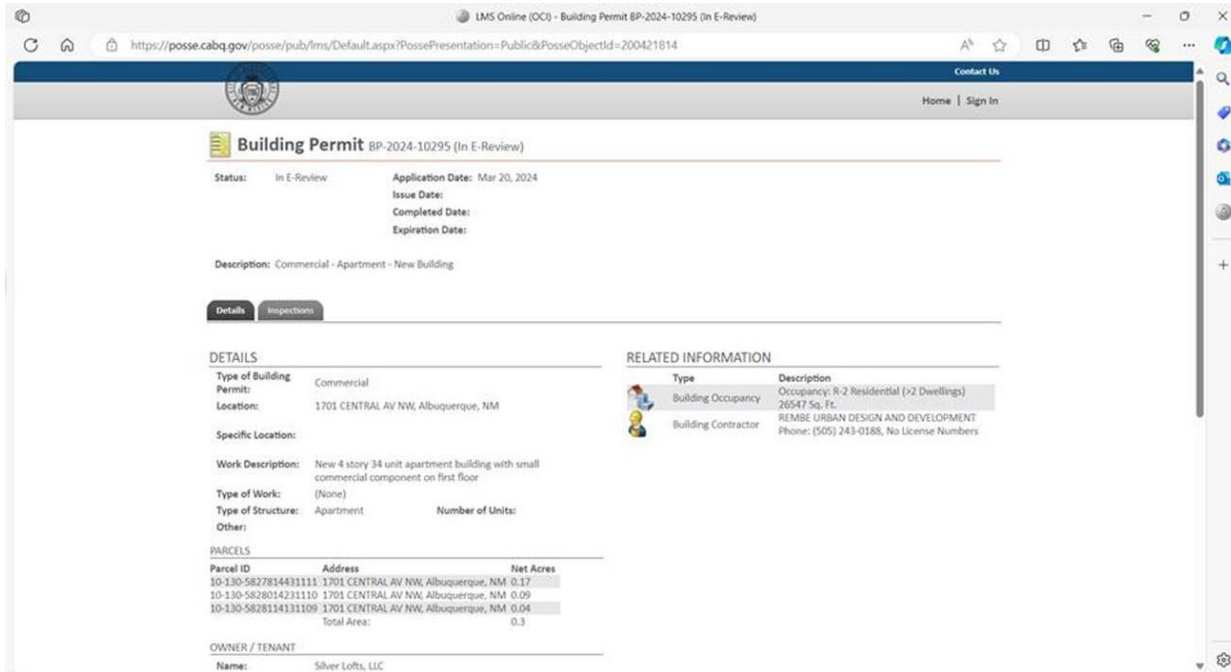 LMS Online (OCI) - Building Permit BP-2024-10295 (In E-Review)
https://posse.cabq.gov/posse/pub/lms/Default.aspx?PossePresentation=Public&PosseObjectId=200421814
Contact Us
Home | Sign In
Building Permit BP-2024-10295 (In E-Review)
Status: In E-Review Application Date: Mar 20, 2024
Issue Date:
Completed Date:
Expiration Date:
Description: Commercial - Apartment - New Building
Details Inspections
DETAILS
Type of Building Permit: Commercial
Location: 1701 CENTRAL AV NW, Albuquerque, NM
Specific Location:
Work Description: New 4 story 34 unit apartment building with small
commercial component on first floor
Type of Work: (None)
Type of Structure: Apartment Number of Units:
Other:
PARCELS
Parcel ID Address Net Acres
10-130-5827814431111 1701 CENTRAL AV NW, Albuquerque, NM 0.17
10-130-5828014231110 1701 CENTRAL AV NW, Albuquerque, NM 0.09
10-130-5828114131109 1701 CENTRAL AV NW, Albuquerque, NM 0.04
Total Area: 0.3
OWNER / TENANT
Name: Silver Lofts, LLC
RELATED INFORMATION
Type Description
Building Occupancy Occupancy: R-2 Residential (>2 Dwellings)
26547 Sq. Ft.
Building Contractor REMBE URBAN DESIGN AND DEVELOPMENT
Phone: (505) 243-0188, No License Numbers